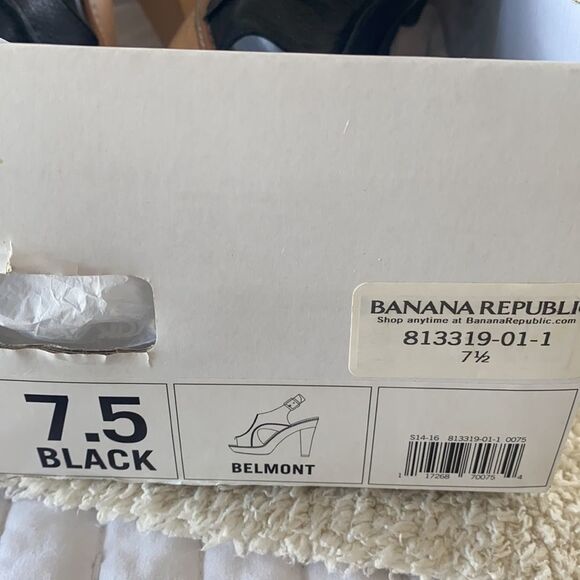 BANANA REPUBLIC
Shop anytime at BananaRepublic.com
813319-01-1
7½
7.5
BLACK
BELMONT
S14-16 813319-01-1 0075
1 17268 70075 4